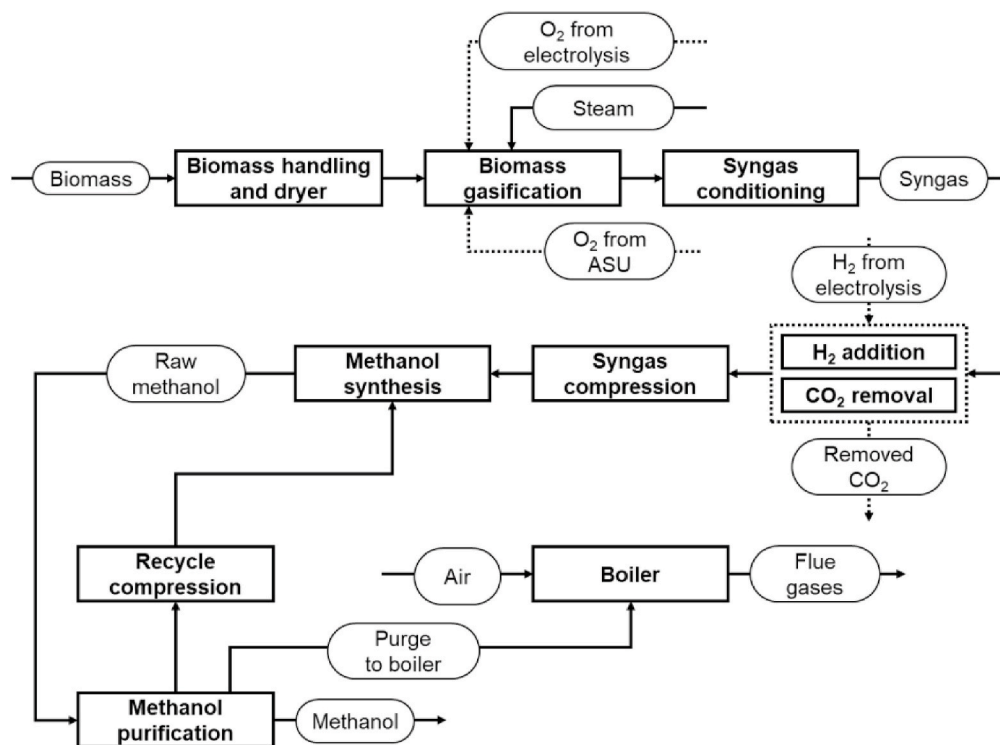 O₂ from
electrolysis
Steam
Biomass
Biomass handling
and dryer
Biomass
gasification
Syngas
conditioning
Syngas
O₂ from
ASU
H₂ from
electrolysis
Raw
methanol
Methanol
synthesis
Syngas
compression
H₂ addition
CO₂ removal
Removed
CO₂
Recycle
compression
Air
Boiler
Flue
gases
Purge
to boiler
Methanol
purification
Methanol